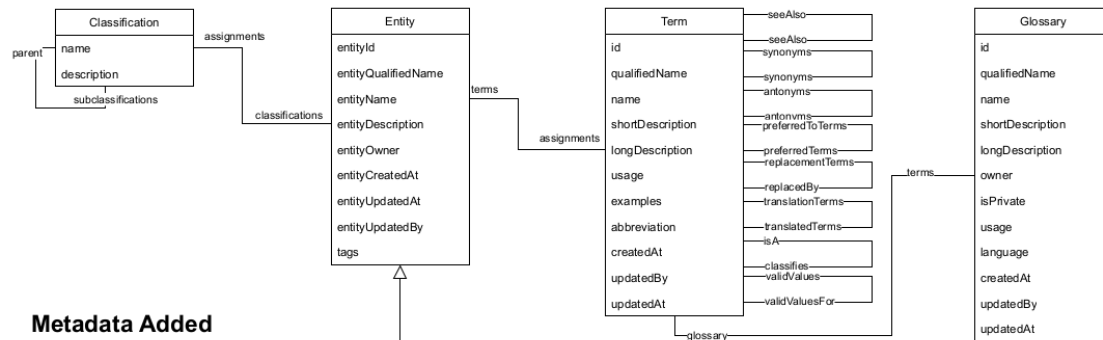 Classification
name
description
parent
subclassifications
assignments
classifications
Entity
entityId
entityQualifiedName
entityName
entityDescription
entityOwner
entityCreatedAt
entityUpdatedAt
entityUpdatedBy
tags
terms
assignments
Term
id
qualifiedName
name
shortDescription
longDescription
usage
examples
abbreviation
createdAt
updatedBy
updatedAt
seeAlso
seeAlso
synonyms
synonyms
antonyms
antonyms
preferredToTerms
preferredTerms
replacementTerms
replacedBy
translationTerms
translatedTerms
isA
classifies
validValues
validValuesFor
glossary
terms
Glossary
id
qualifiedName
name
shortDescription
longDescription
owner
isPrivate
usage
language
createdAt
updatedBy
updatedAt
Metadata Added